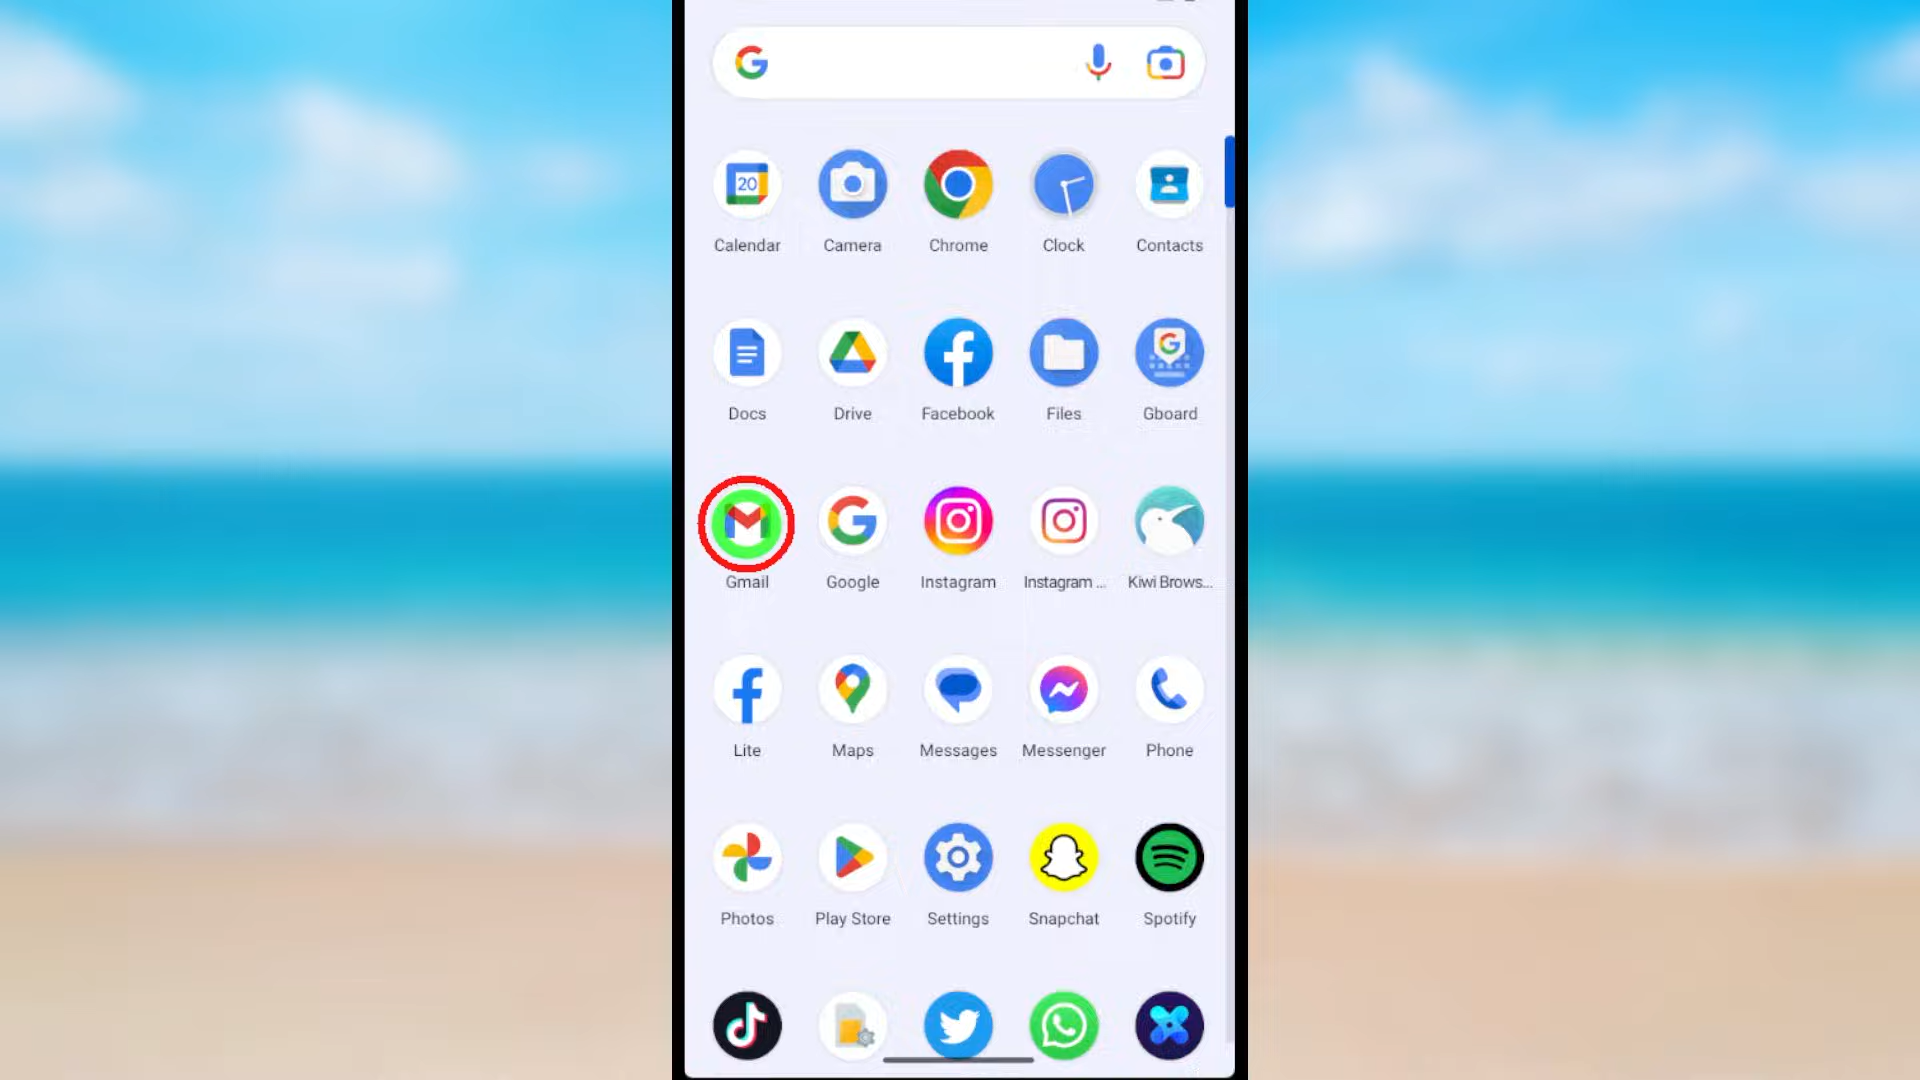 Calendar Camera Chrome Clock Contacts
Docs Drive Facebook Files Gboard
Gmail Google Instagram Instagram ... Kiwi Brows...
Lite Maps Messages Messenger Phone
Photos Play Store Settings Snapchat Spotify